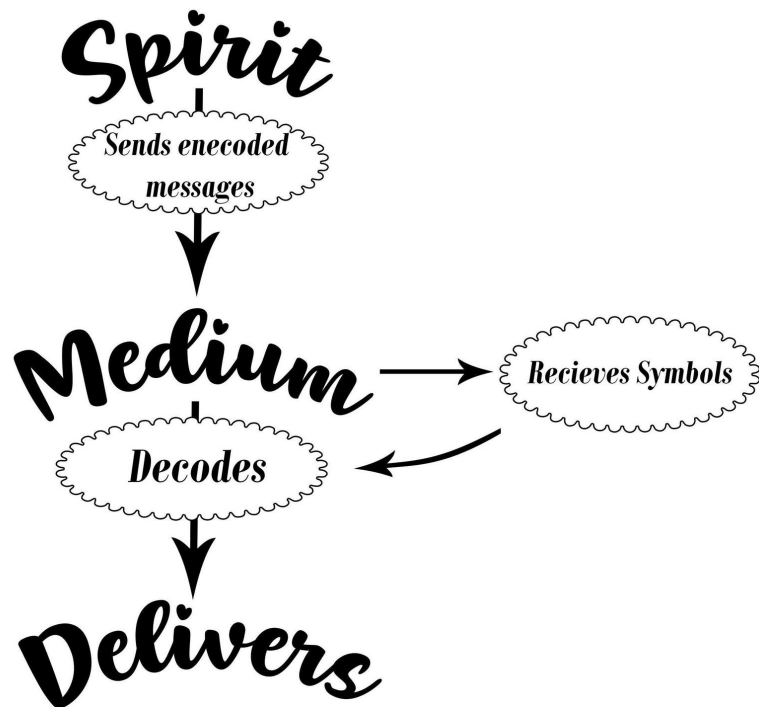 Spirit
Sends enecoded
messages
Medium
Recieves Symbols
Decodes
Delivers